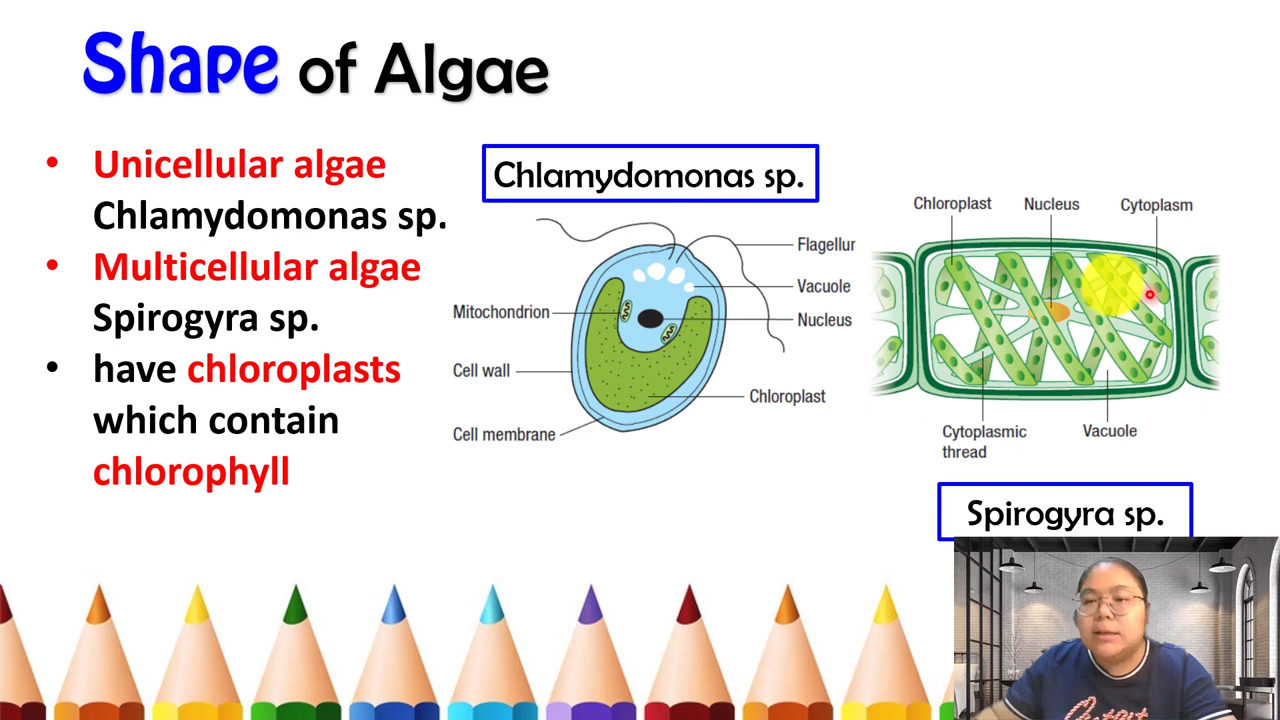 Shape of Algae
• Unicellular algae
Chlamydomonas sp.
• Multicellular algae
Spirogyra sp.
• have chloroplasts
which contain
chlorophyll
Chlamydomonas sp.
Flagellur
Vacuole
Mitochondrion
Nucleus
Cell wall
Chloroplast
Cell membrane
Chloroplast
Nucleus
Cytoplasm
Cytoplasmic
thread
Vacuole
Spirogyra sp.